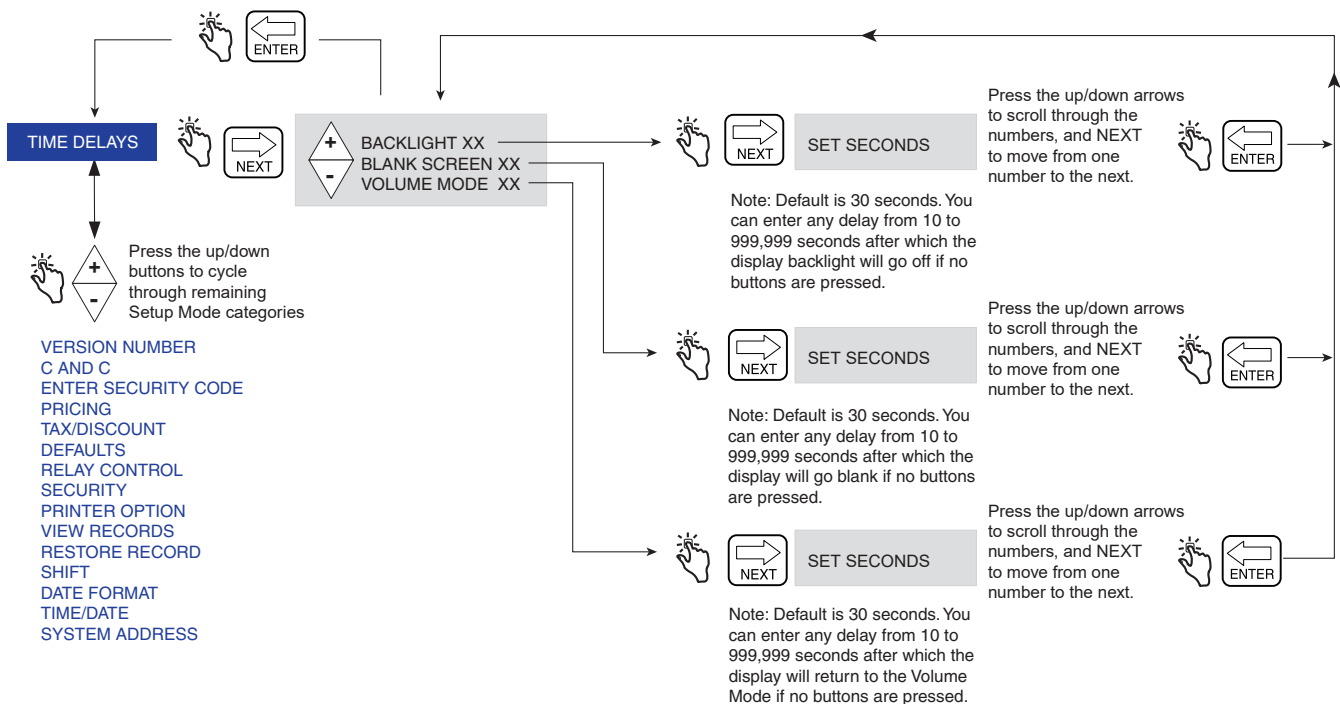 ENTER
TIME DELAYS
NEXT
+
-
BACKLIGHT XX
BLANK SCREEN XX
VOLUME MODE XX
+
-
Press the up/down
buttons to cycle
through remaining
Setup Mode categories
VERSION NUMBER
C AND C
ENTER SECURITY CODE
PRICING
TAX/DISCOUNT
DEFAULTS
RELAY CONTROL
SECURITY
PRINTER OPTION
VIEW RECORDS
RESTORE RECORD
SHIFT
DATE FORMAT
TIME/DATE
SYSTEM ADDRESS
NEXT
SET SECONDS
Press the up/down arrows
to scroll through the
numbers, and NEXT
to move from one
number to the next.
ENTER
Note: Default is 30 seconds. You
can enter any delay from 10 to
999,999 seconds after which the
display backlight will go off if no
buttons are pressed.
NEXT
SET SECONDS
Press the up/down arrows
to scroll through the
numbers, and NEXT
to move from one
number to the next.
ENTER
Note: Default is 30 seconds. You
can enter any delay from 10 to
999,999 seconds after which the
display will go blank if no buttons
are pressed.
NEXT
SET SECONDS
Press the up/down arrows
to scroll through the
numbers, and NEXT
to move from one
number to the next.
ENTER
Note: Default is 30 seconds. You
can enter any delay from 10 to
999,999 seconds after which the
display will return to the Volume
Mode if no buttons are pressed.